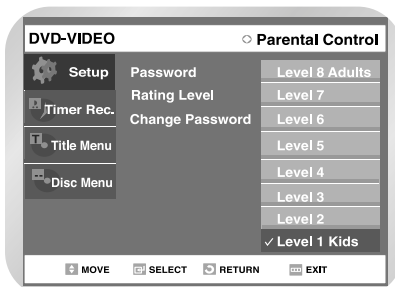 DVD-VIDEO
Parental Control
Setup
Timer Rec.
Title Menu
Disc Menu
Password
Rating Level
Change Password
Level 8 Adults
Level 7
Level 6
Level 5
Level 4
Level 3
Level 2
✓ Level 1 Kids
MOVE
SELECT
RETURN
EXIT